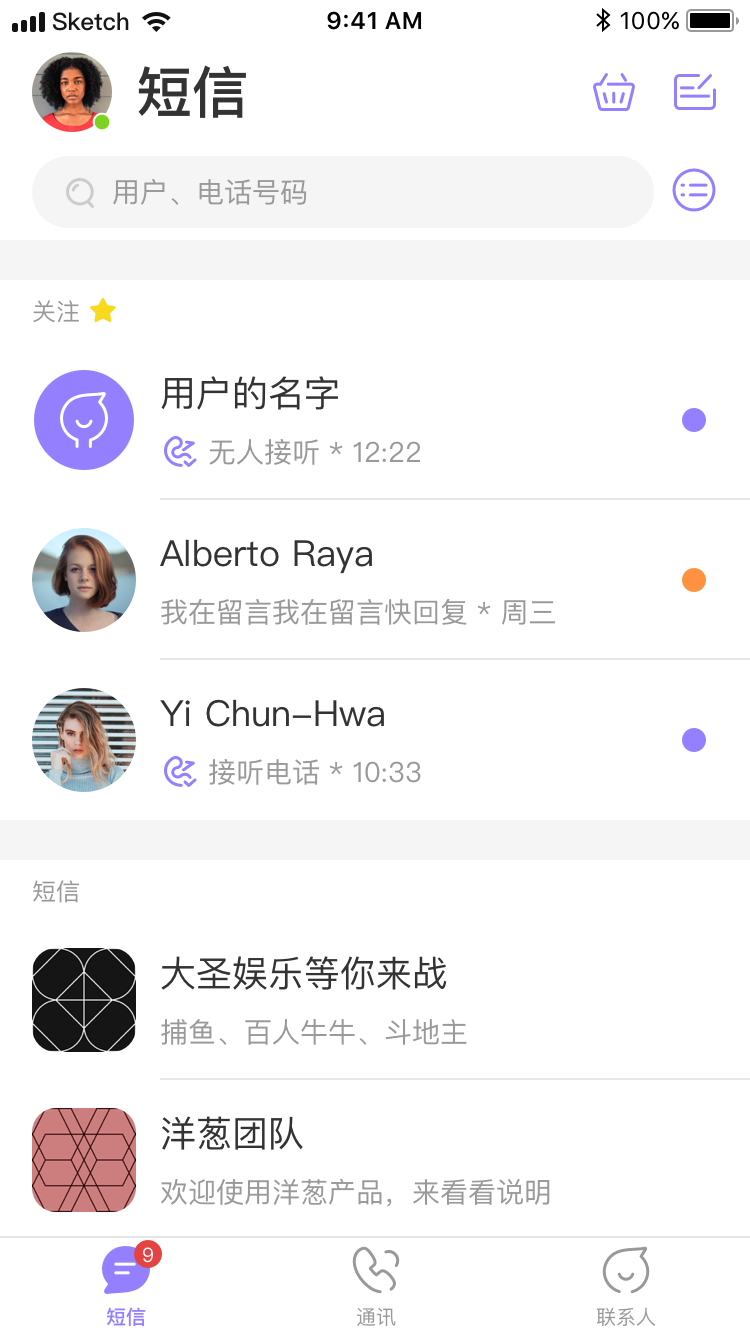 Sketch 9:41 AM 100%
短信
用户、电话号码
关注
用户的名字
无人接听 * 12:22
Alberto Raya
我在留言我在留言快回复 * 周三
Yi Chun-Hwa
接听电话 * 10:33
短信
大圣娱乐等你来战
捕鱼、百人牛牛、斗地主
洋葱团队
欢迎使用洋葱产品，来看看说明
9
短信 通讯 联系人